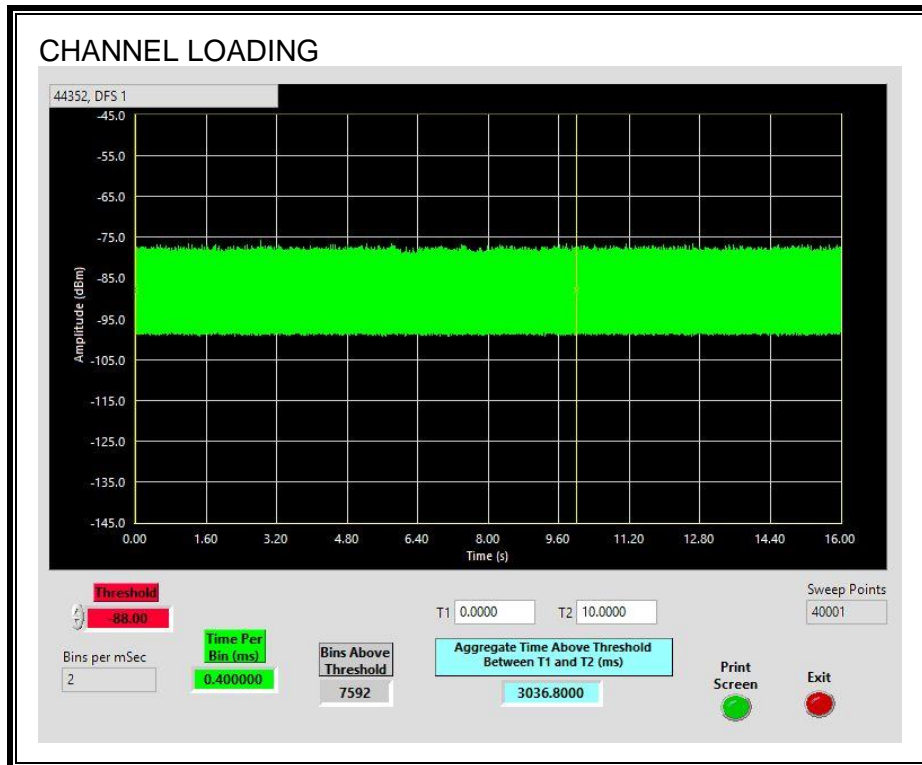 CHANNEL LOADING
44352, DFS 1
Amplitude (dBm)
-45.0
-55.0
-65.0
-75.0
-85.0
-95.0
-105.0
-115.0
-125.0
-135.0
-145.0
0.00 1.60 3.20 4.80 6.40 8.00 9.60 11.20 12.80 14.40 16.00
Time (s)
Threshold
-88.00
Bins per mSec
2
Time Per
Bin (ms)
0.400000
Bins Above
Threshold
7592
T1 0.0000 T2 10.0000
Aggregate Time Above Threshold
Between T1 and T2 (ms)
3036.8000
Sweep Points
40001
Print
Screen
Exit